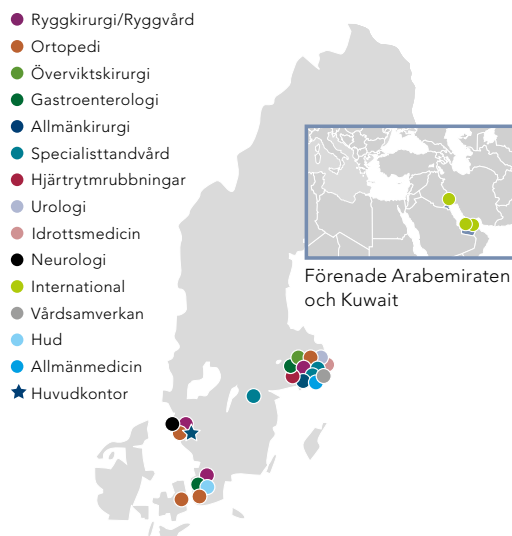 Ryggkirurgi/Ryggvård
Ortopedi
Överviktskirurgi
Gastroenterologi
Allmänkirurgi
Specialisttandvård
Hjärtrytmrubbningar
Urologi
Idrottsmedicin
Neurologi
International
Vårdsamverkan
Hud
Allmänmedicin
Huvudkontor
Förenade Arabemiraten
och Kuwait